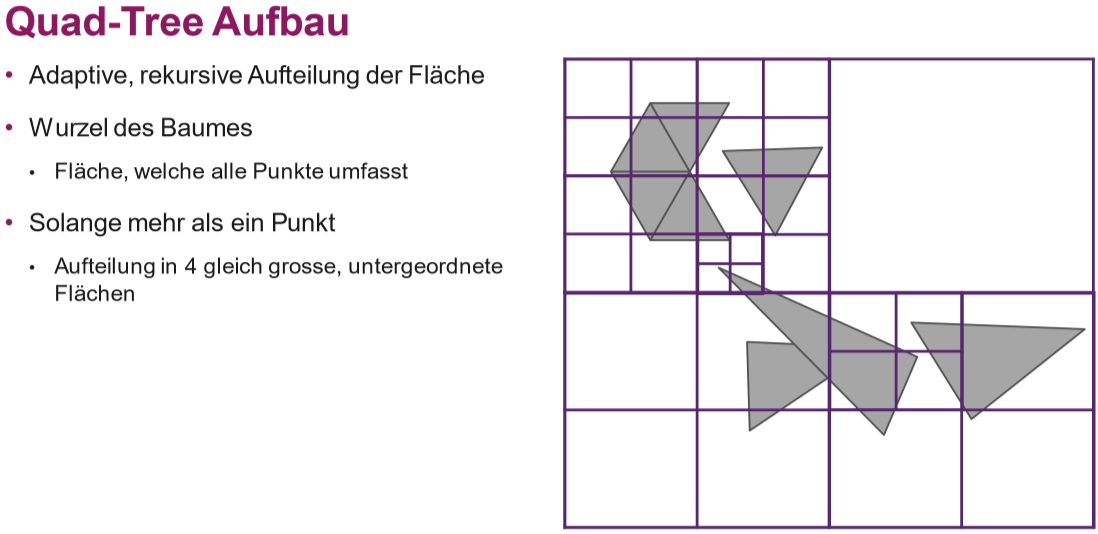 Quad-Tree Aufbau
• Adaptive, rekursive Aufteilung der Fläche
• Wurzel des Baumes
• Fläche, welche alle Punkte umfasst
• Solange mehr als ein Punkt
• Aufteilung in 4 gleich grosse, untergeordnete
Flächen